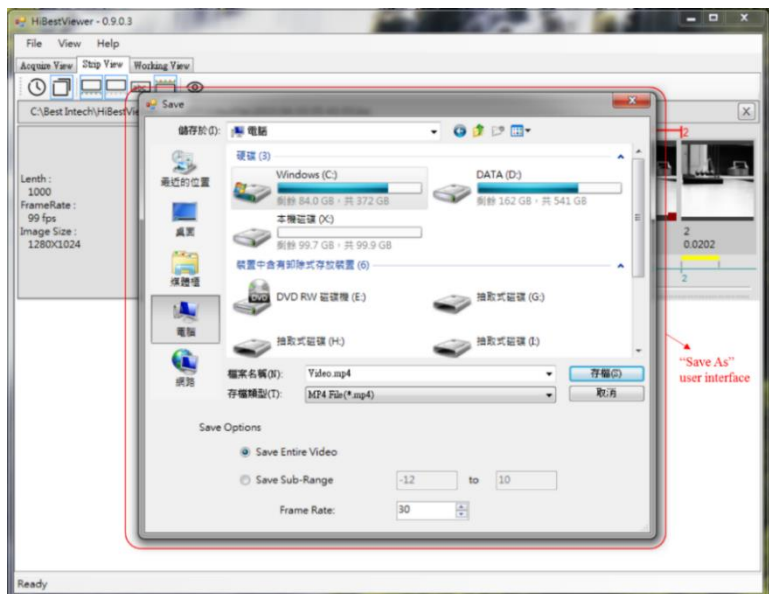 HiBestViewer - 0.9.0.3
File View Help
Acquire View Strip View Working View
C:\Best Intech\HiBestVie
Save
儲存於(I):
電腦
最近的位置
桌面
媒體櫃
電腦
網路
硬碟 (3)
Windows (C:)
剩餘 84.0 GB，共 372 GB
DATA (D:)
剩餘 162 GB，共 541 GB
本機磁碟 (X:)
剩餘 99.7 GB，共 99.9 GB
裝置中含有卸除式存放裝置 (6)
DVD RW 磁碟機 (E:)
抽取式磁碟 (G:)
抽取式磁碟 (H:)
抽取式磁碟 (I:)
檔案名稱(N):
Video.mp4
存檔(S)
存檔類型(T):
MP4 File(*.mp4)
取消
Save Options
Save Entire Video
Save Sub-Range
-12 to 10
Frame Rate:
30
Lenth :
1000
FrameRate :
99 fps
Image Size :
1280X1024
2
2
0.0202
2
“Save As”
user interface
Ready